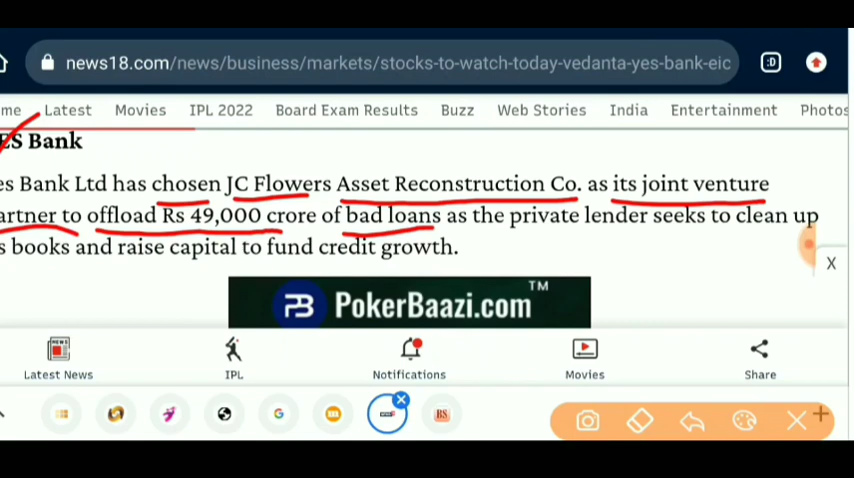 news18.com/news/business/markets/stocks-to-watch-today-vedanta-yes-bank-eic
me Latest Movies IPL 2022 Board Exam Results Buzz Web Stories India Entertainment Photos
ES Bank
es Bank Ltd has chosen JC Flowers Asset Reconstruction Co. as its joint venture
artner to offload Rs 49,000 crore of bad loans as the private lender seeks to clean up
s books and raise capital to fund credit growth.
X
PB PokerBaazi.com TM
NEWS
Latest News IPL Notifications Movies Share
G BS